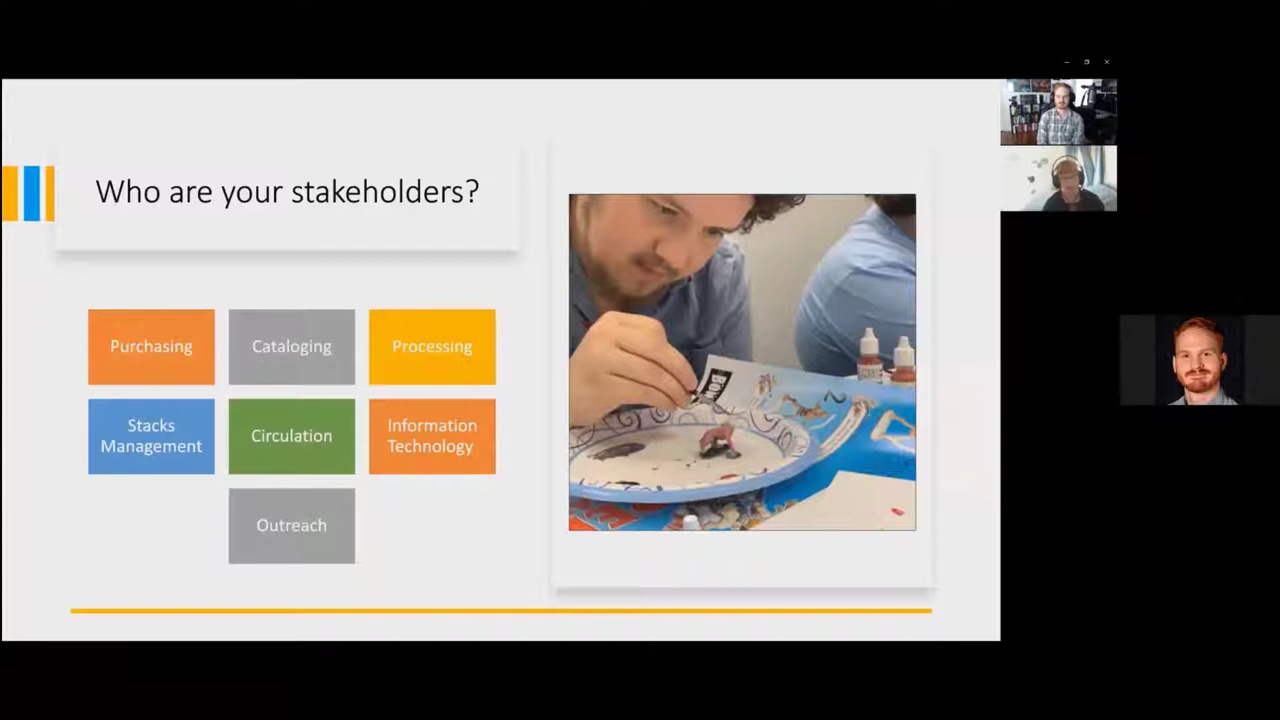 Who are your stakeholders?
Purchasing
Cataloging
Processing
Stacks
Management
Circulation
Information
Technology
Outreach